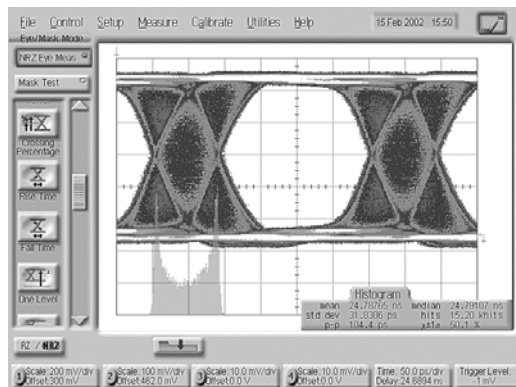 File Control Setup Measure Calibrate Utilities Help 15 Feb 2002 15:50
Eye/Mask Mode
NRZ Eye Meas
Mask Test
Crossing
Percentage
Rise Time
Fall Time
One Level
Histogram
mean 24.78765 ns median 24.79107 ns
std dev 31.8386 ps hits 15.20 khits
p-p 104.4 ps μ±1σ 50.1 %
RZ / NRZ
1 Scale:200 mV/div
Offset:300 mV
2 Scale:100 mV/div
Offset:462.0 mV
3 Scale:10.0 mV/div
Offset:0.0 V
4 Scale:10.0 mV/div
Offset:0.0 V
Time: 50.0 ps/div
Delay:24.6894 ns
Trigger Level.
-1 mV